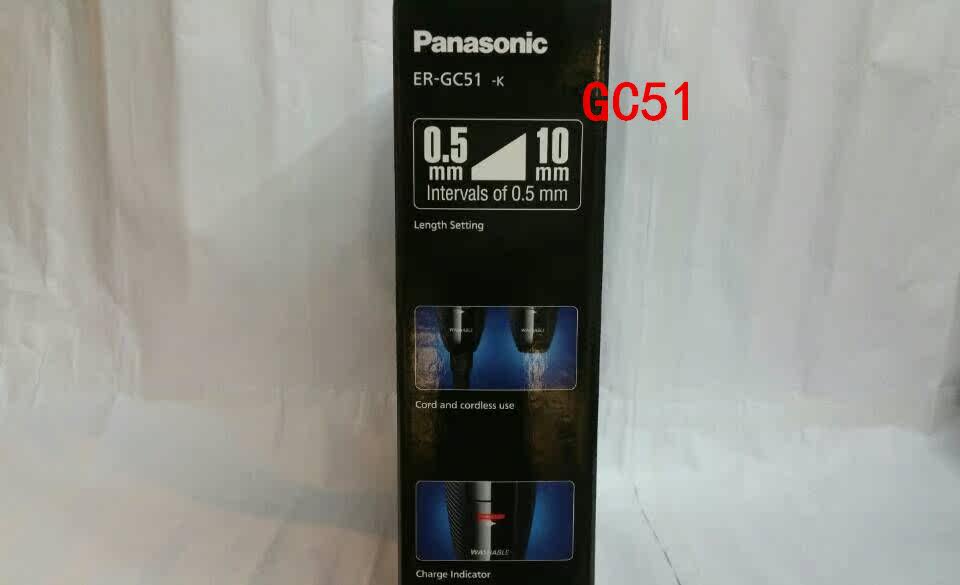 Panasonic
ER-GC51 -K
GC51
0.5 mm 10 mm
Intervals of 0.5 mm
Length Setting
WASHABLE WASHABLE
Cord and cordless use
WASHABLE
Charge Indicator